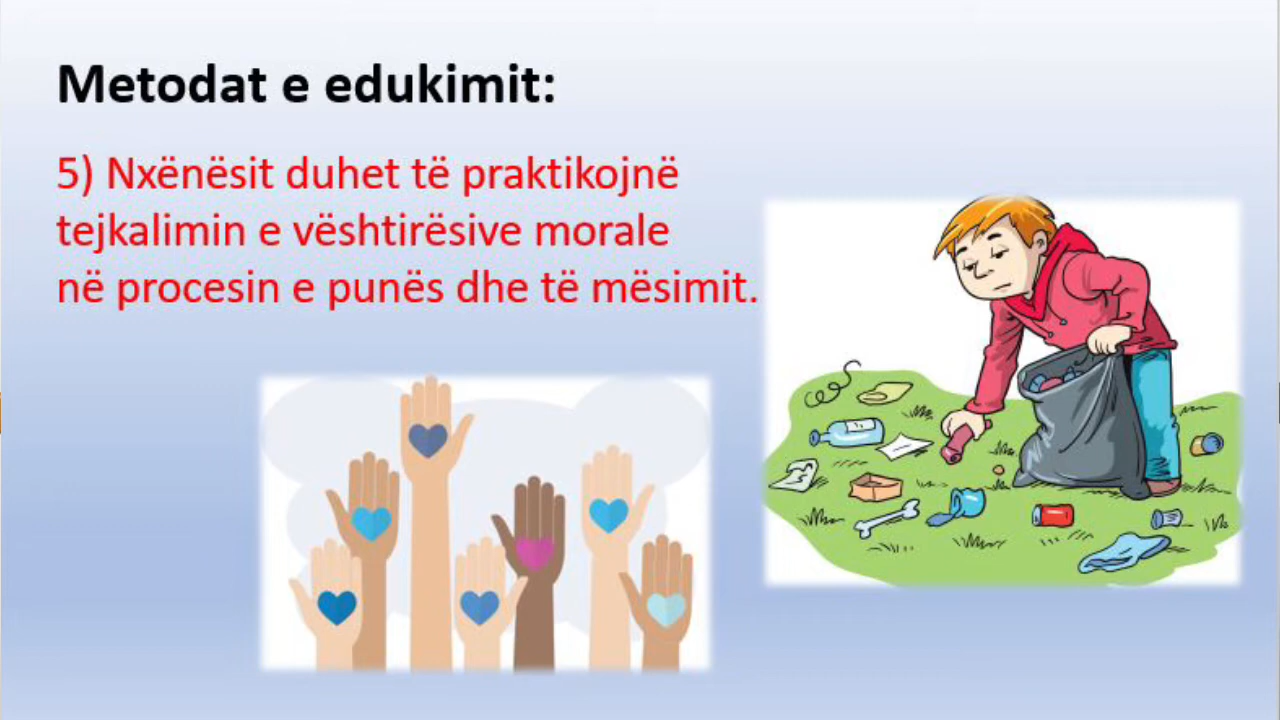 Metodat e edukimit:
5) Nxënësit duhet të praktikojnë
tejkalimin e vështirësive morale
në procesin e punës dhe të mësimit.